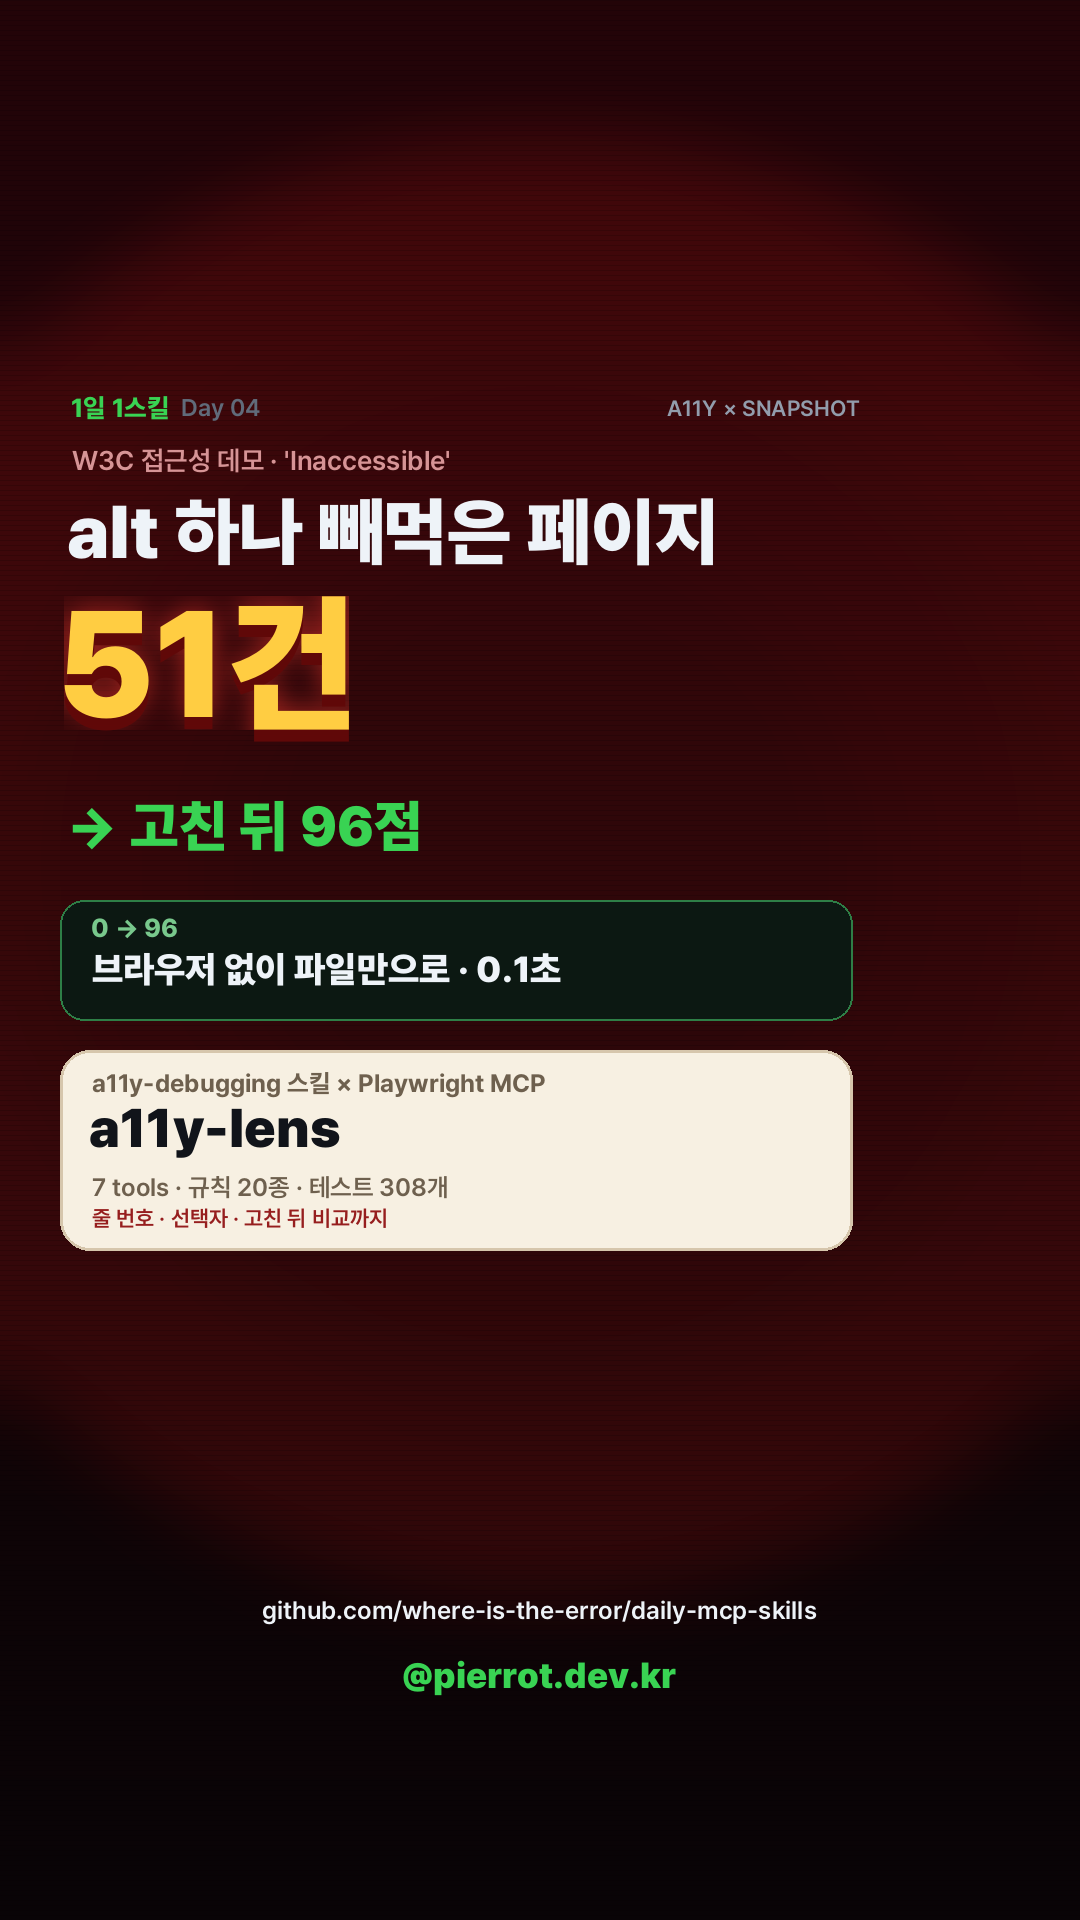 1일 1스킬 Day 04
A11Y × SNAPSHOT
W3C 접근성 데모 · 'Inaccessible'
alt 하나 빼먹은 페이지
51건
→ 고친 뒤 96점
0 → 96
브라우저 없이 파일만으로 · 0.1초
a11y-debugging 스킬 × Playwright MCP
a11y-lens
7 tools · 규칙 20종 · 테스트 308개
줄 번호 · 선택자 · 고친 뒤 비교까지
github.com/where-is-the-error/daily-mcp-skills
@pierrot.dev.kr